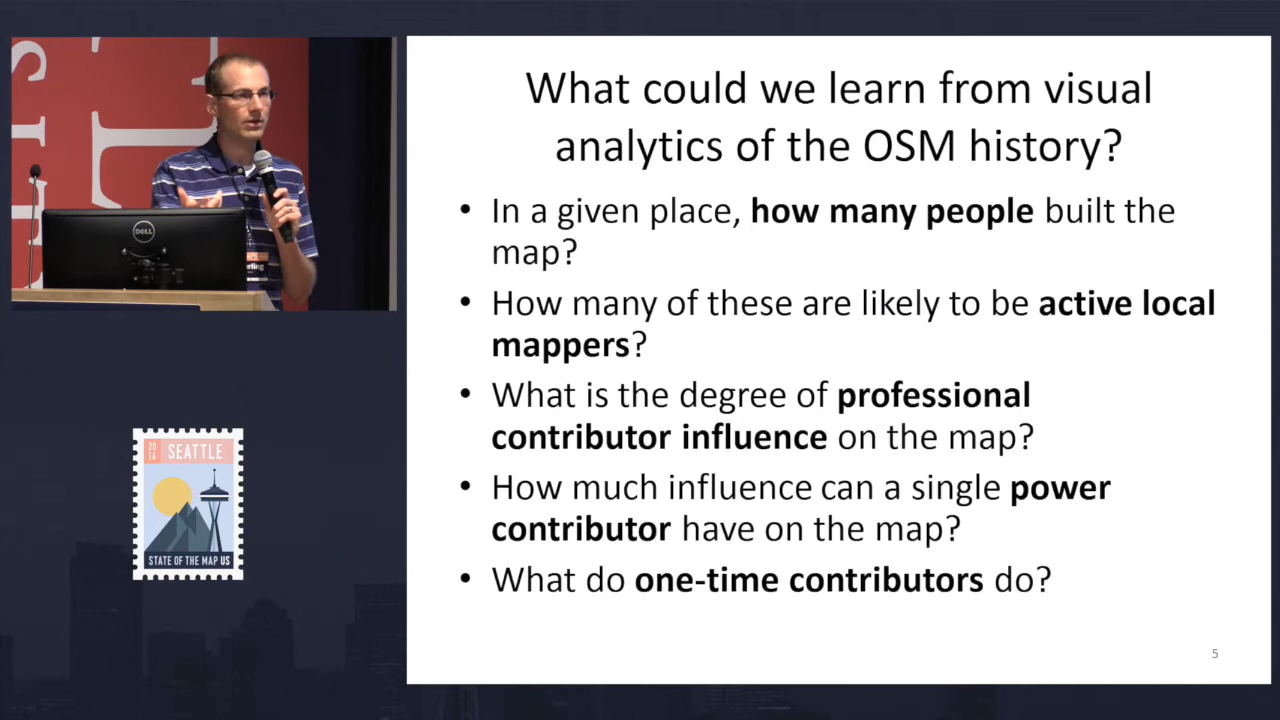 What could we learn from visual
analytics of the OSM history?
• In a given place, how many people built the
map?
• How many of these are likely to be active local
mappers?
• What is the degree of professional
contributor influence on the map?
• How much influence can a single power
contributor have on the map?
• What do one-time contributors do?
5
DELL
20
16
SEATTLE
STATE OF THE MAP US